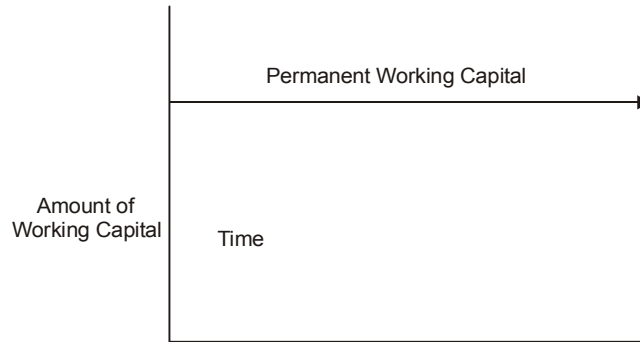 Permanent Working Capital
Amount of
Working Capital
Time